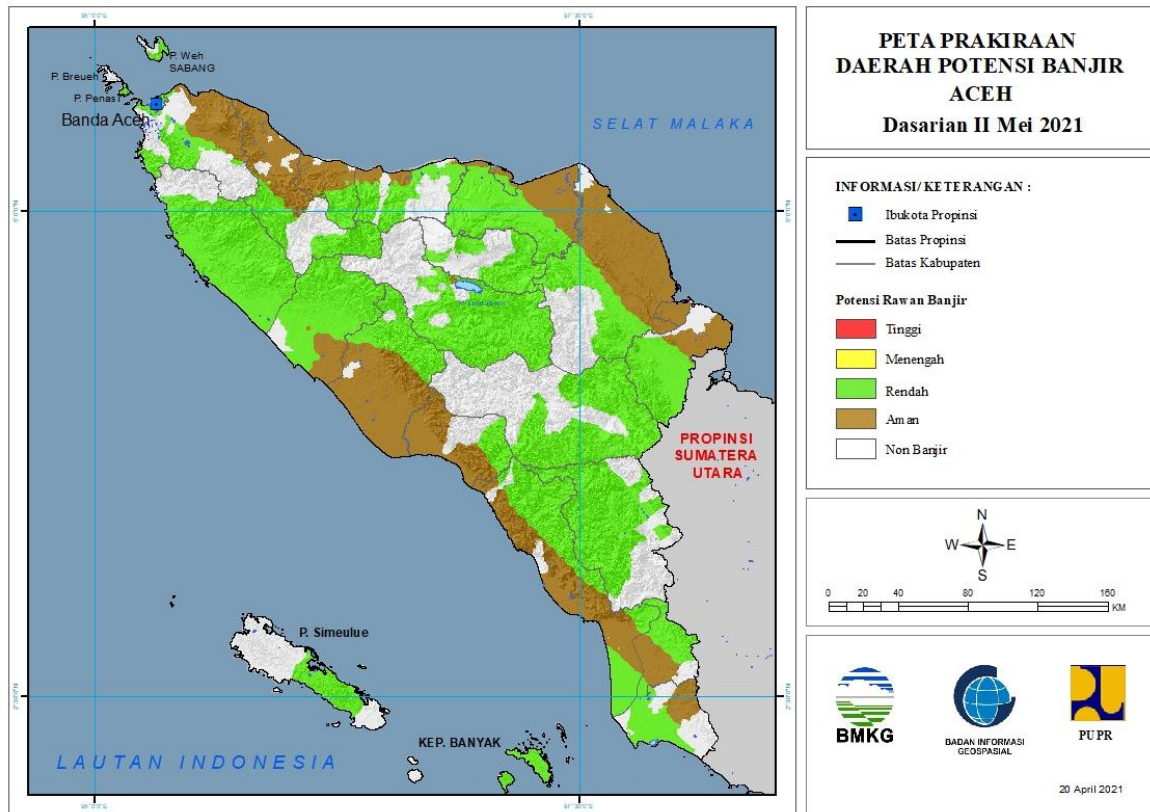 PETA PRAKIRAAN
DAERAH POTENSI BANJIR
ACEH
Dasarian II Mei 2021
INFORMASI/ KETERANGAN :
Ibukota Propinsi
Batas Propinsi
Batas Kabupaten
Potensi Rawan Banjir
Tinggi
Menengah
Rendah
Aman
Non Banjir
N
W E
S
0 20 40 80 120 160
KM
BMKG
BADAN INFORMASI
GEOSPASIAL
PUPR
20 April 2021
P. Weh
SABANG
P. Breueh
P. Penasi
Banda Aceh
SELAT MALAKA
PROPINSI
SUMATERA
UTARA
P. Simeulue
KEP. BANYAK
LAUTAN INDONESIA